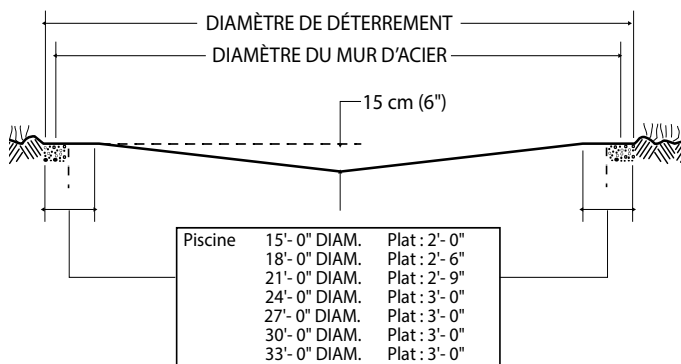 DIAMÈTRE DE DÉTERREMENT
DIAMÈTRE DU MUR D'ACIER
15 cm (6")
Piscine 15'- 0" DIAM. Plat : 2'- 0"
18'- 0" DIAM. Plat : 2'- 6"
21'- 0" DIAM. Plat : 2'- 9"
24'- 0" DIAM. Plat : 3'- 0"
27'- 0" DIAM. Plat : 3'- 0"
30'- 0" DIAM. Plat : 3'- 0"
33'- 0" DIAM. Plat : 3'- 0"